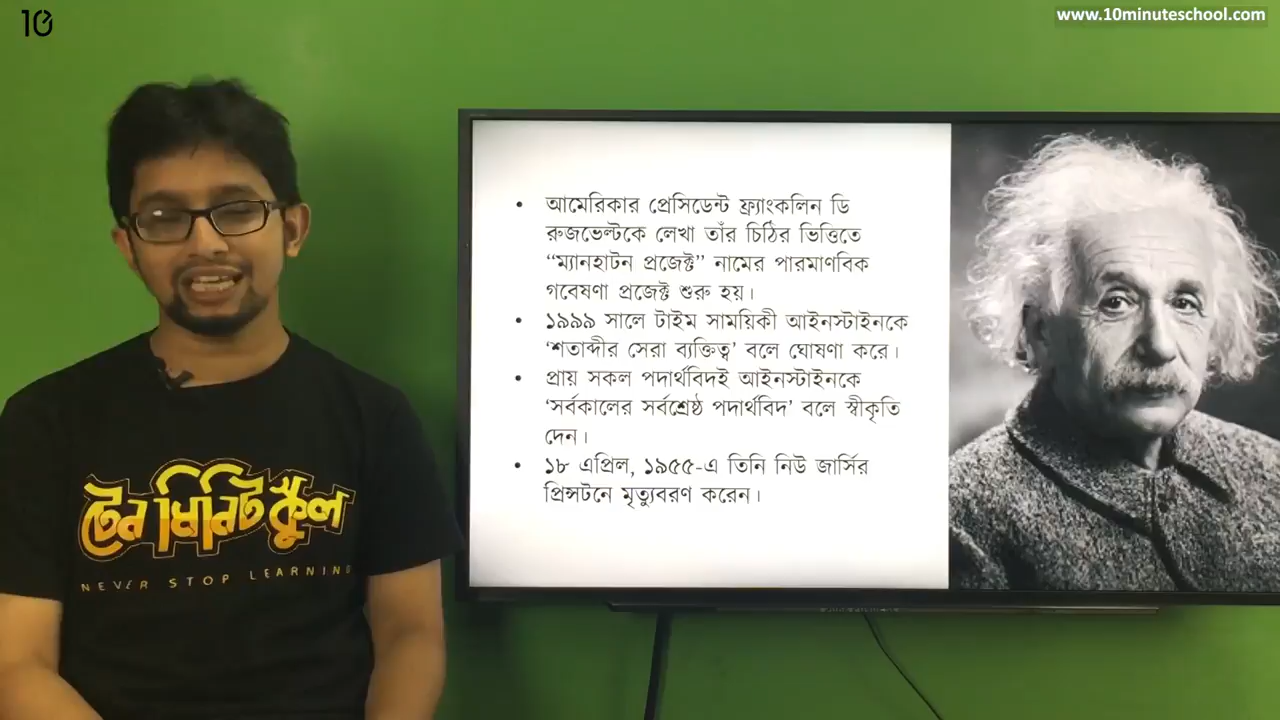 10
www.10minuteschool.com
• আমেরিকার প্রেসিডেন্ট ফ্র্যাংকলিন ডি
রুজভেল্টকে লেখা তাঁর চিঠির ভিত্তিতে
“ম্যানহাটন প্রজেক্ট” নামের পারমাণবিক
গবেষণা প্রজেক্ট শুরু হয়।
• ১৯৯৯ সালে টাইম সাময়িকী আইনস্টাইনকে
‘শতাব্দীর সেরা ব্যক্তিত্ব’ বলে ঘোষণা করে।
• প্রায় সকল পদার্থবিদই আইনস্টাইনকে
‘সর্বকালের সর্বশ্রেষ্ঠ পদার্থবিদ’ বলে স্বীকৃতি
দেন।
• ১৮ এপ্রিল, ১৯৫৫-এ তিনি নিউ জার্সির
প্রিন্সটনে মৃত্যুবরণ করেন।
টেন মিনিট স্কুল
NEVER STOP LEARNING